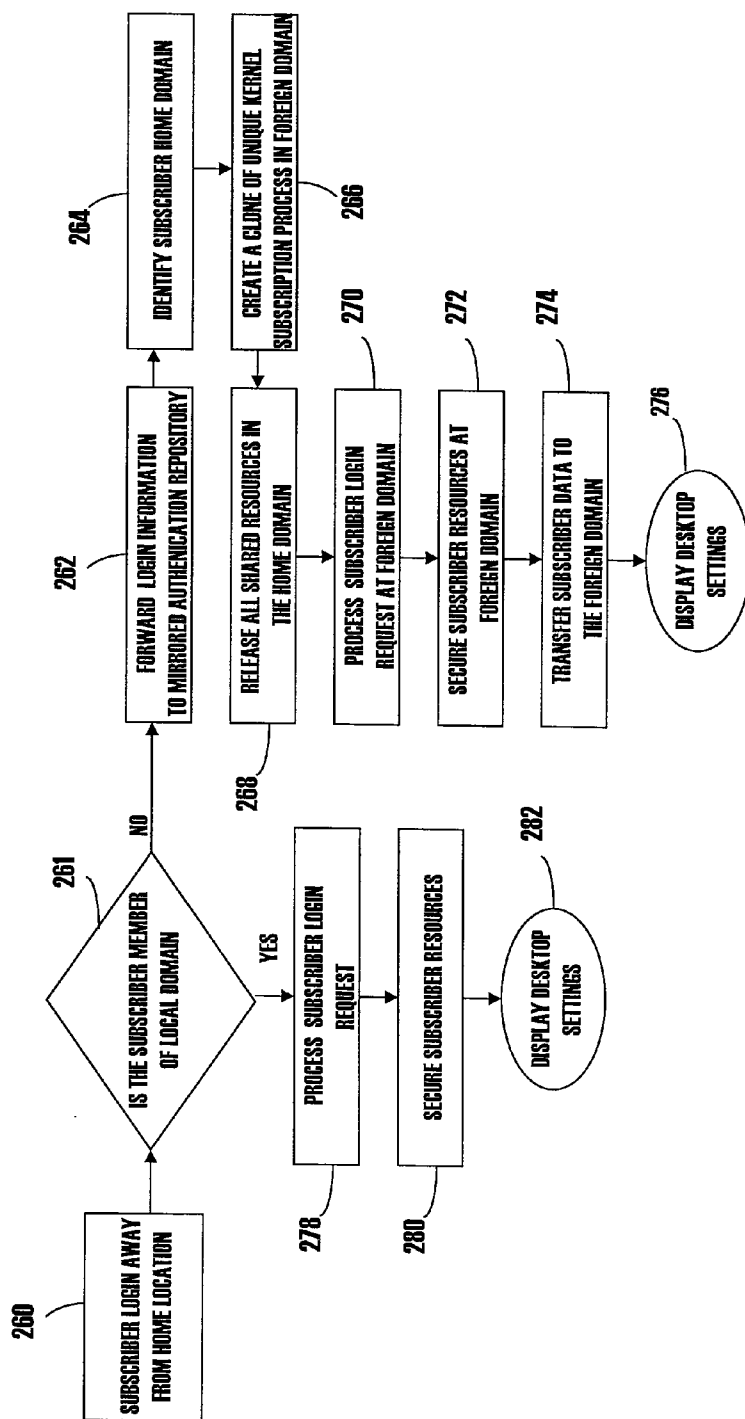 260
SUBSCRIBER LOGIN AWAY
FROM HOME LOCATION
261
IS THE SUBSCRIBER MEMBER
OF LOCAL DOMAIN
NO
YES
262
FORWARD LOGIN INFORMATION
TO MIRRORED AUTHENICATION REPOSITORY
264
IDENTIFY SUBSCRIBER HOME DOMAIN
CREATE A CLONE OF UNIQUE KERNEL
SUBSCRIPTION PROCESS IN FOREIGN DOMAIN
266
RELEASE ALL SHARED RESOURCES IN
THE HOME DOMAIN
268
PROCESS SUBSCRIBER LOGIN
REQUEST AT FOREIGN DOMAIN
270
SECURE SUBSCRIBER RESOURCES AT
FOREIGN DOMAIN
272
TRANSFER SUBSCRIBER DATA TO
THE FOREIGN DOMAIN
274
DISPLAY DESKTOP
SETTINGS
276
PROCESS SUBSCRIBER LOGIN
REQUEST
278
SECURE SUBSCRIBER RESOURCES
280
DISPLAY DESKTOP
SETTINGS
282